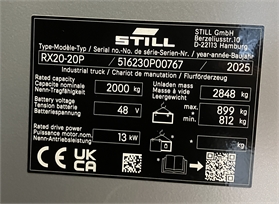 STILL
STILL GmbH
Berzeliusstr.10
D-22113 Hamburg
Type-Modèle-Typ / Serial no.-No. de série-Serien-Nr. / year-année-Baujahr
RX20-20P / 516230P00767 / 2025
Industrial truck / Chariot de manutation / Flurförderzeug
Rated capacity
Capacité nominale
Nenn-Tragfähigkeit
2000 kg
Unladen mass
Masse à vide
Leergewicht
2848 kg
Battery voltage
Tension batterie
Batteriespannung
48 V
max
min
899 kg
812 kg
Rated drive power
Puissance motor.nom.
Nenn-Antriebsleistung
13 kW
CE UK CA